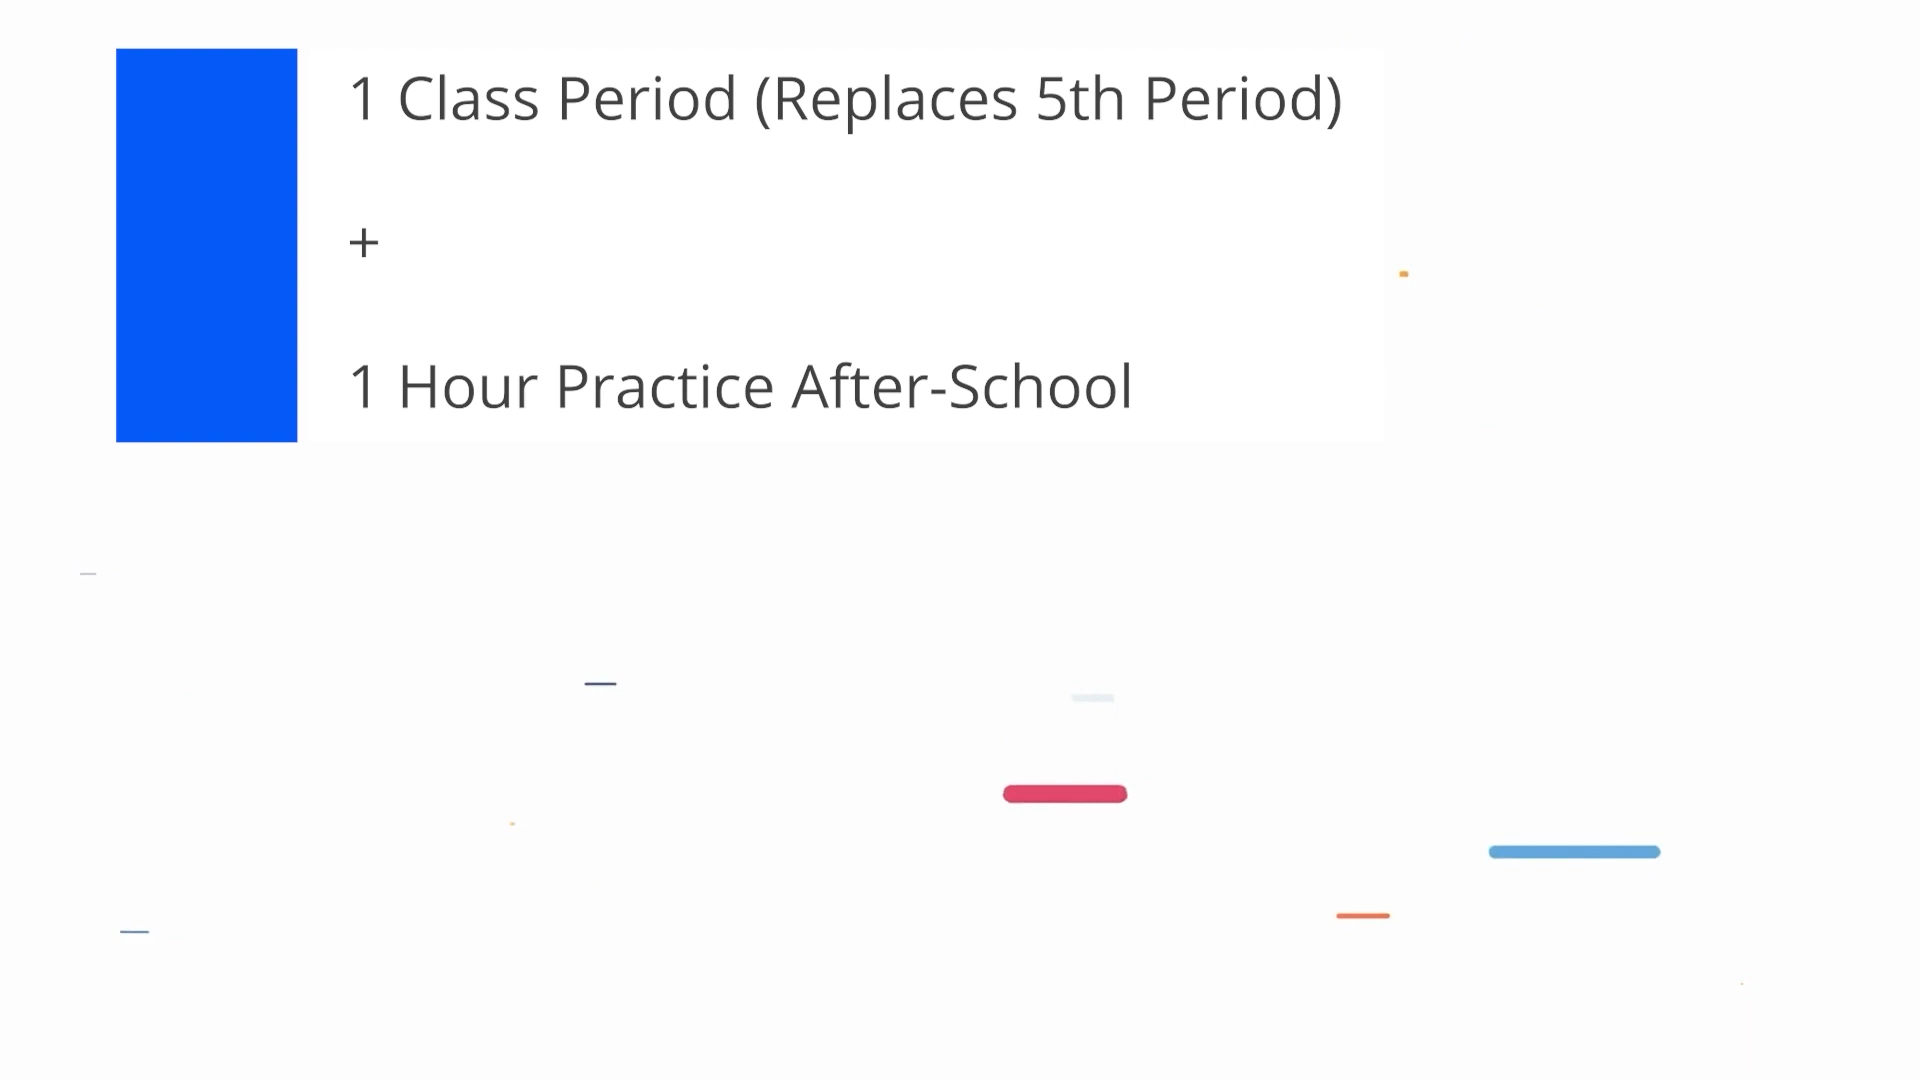 1 Class Period (Replaces 5th Period)
+
1 Hour Practice After-School